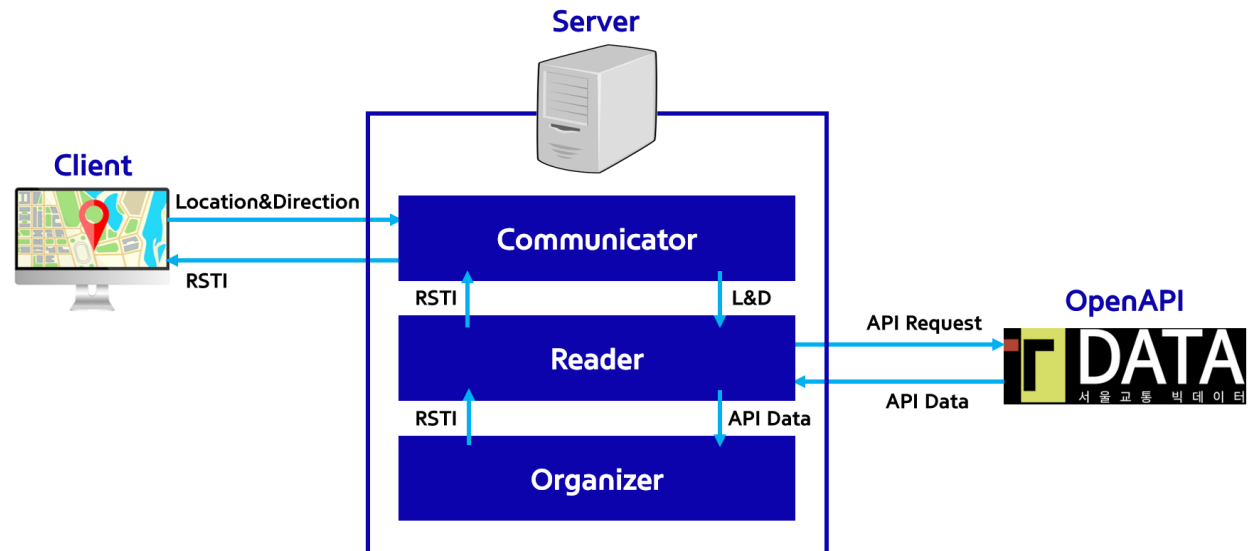 Server
Client
Location&Direction
RSTI
Communicator
RSTI
L&D
Reader
RSTI
API Data
Organizer
OpenAPI
API Request
API Data
DATA
서울교통 빅데이터